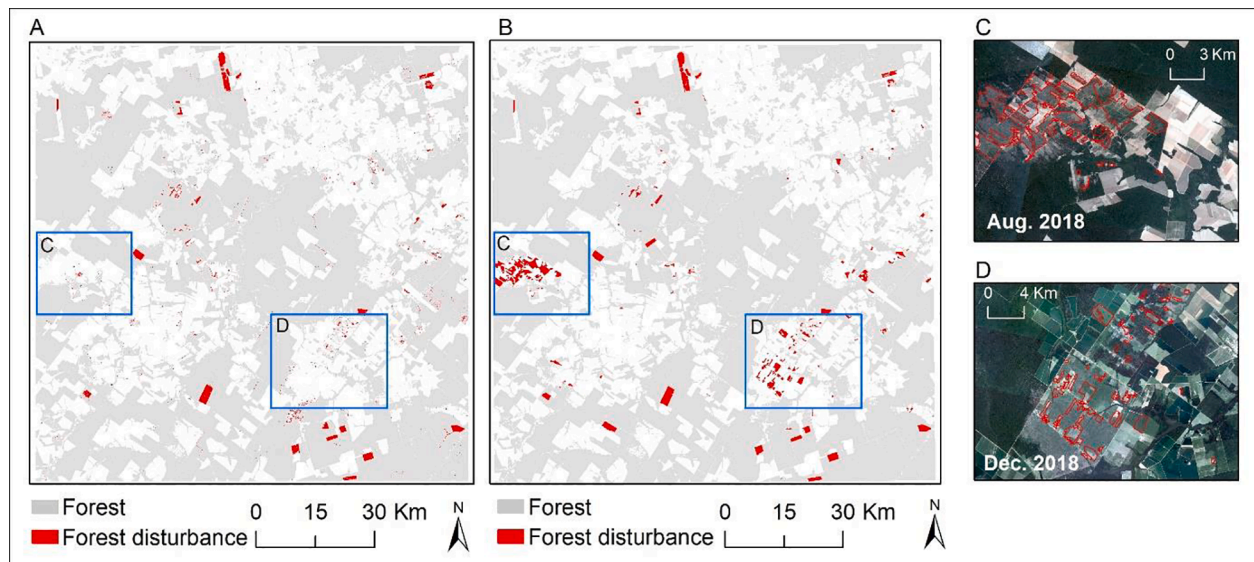 A
B
C
C
D
0 3 Km
Aug. 2018
C
D
D
0 4 Km
Dec. 2018
Forest
Forest disturbance
0 15 30 Km
N
Forest
Forest disturbance
0 15 30 Km
N